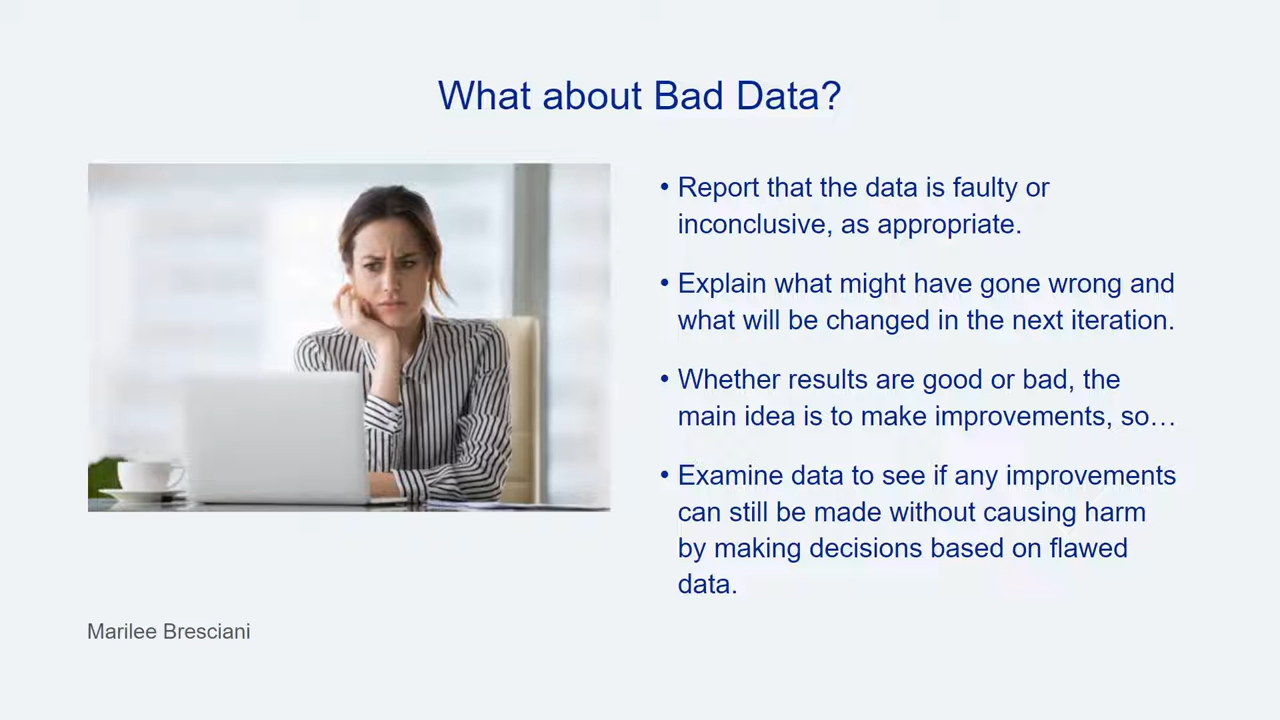 What about Bad Data?
• Report that the data is faulty or
inconclusive, as appropriate.
• Explain what might have gone wrong and
what will be changed in the next iteration.
• Whether results are good or bad, the
main idea is to make improvements, so…
• Examine data to see if any improvements
can still be made without causing harm
by making decisions based on flawed
data.
Marilee Bresciani